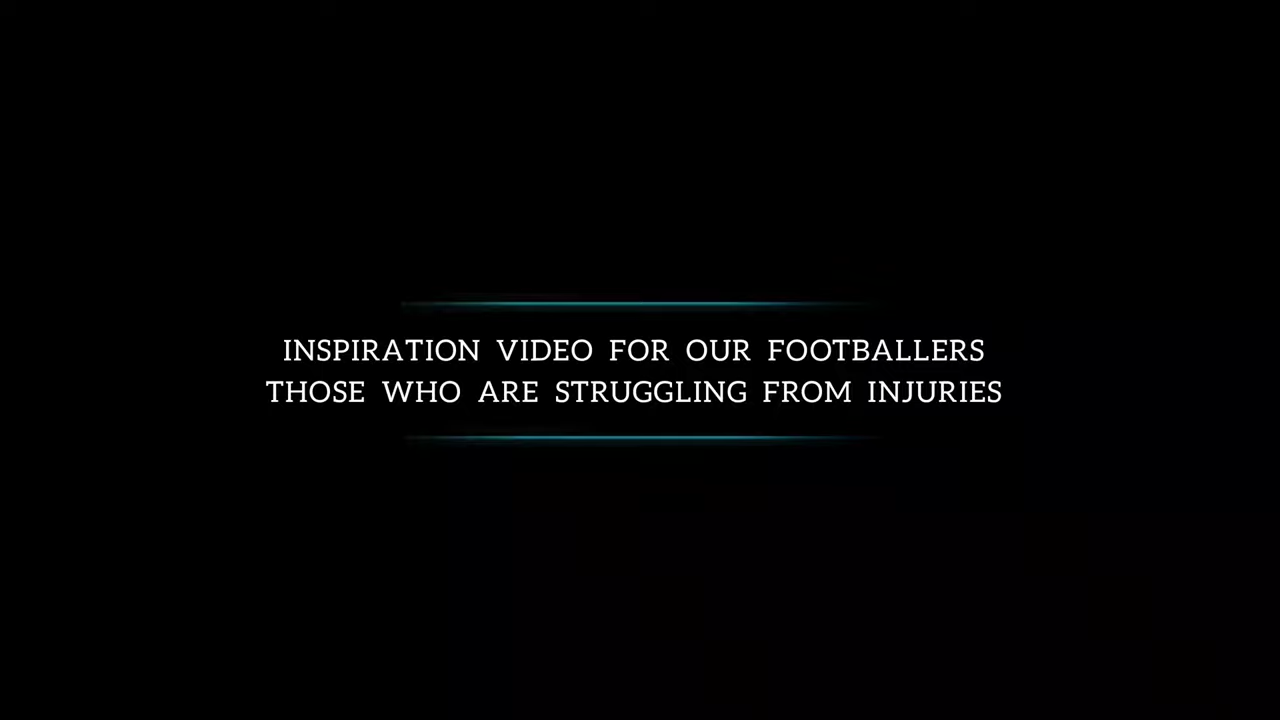 INSPIRATION VIDEO FOR OUR FOOTBALLERS
THOSE WHO ARE STRUGGLING FROM INJURIES